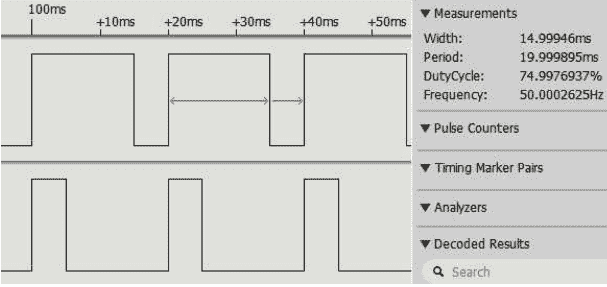 100ms
+10ms +20ms +30ms +40ms +50ms
▼ Measurements
Width: 14.99946ms
Period: 19.999895ms
DutyCycle: 74.9976937%
Frequency: 50.0002625Hz
▼ Pulse Counters
▼ Timing Marker Pairs
▼ Analyzers
▼ Decoded Results
Search